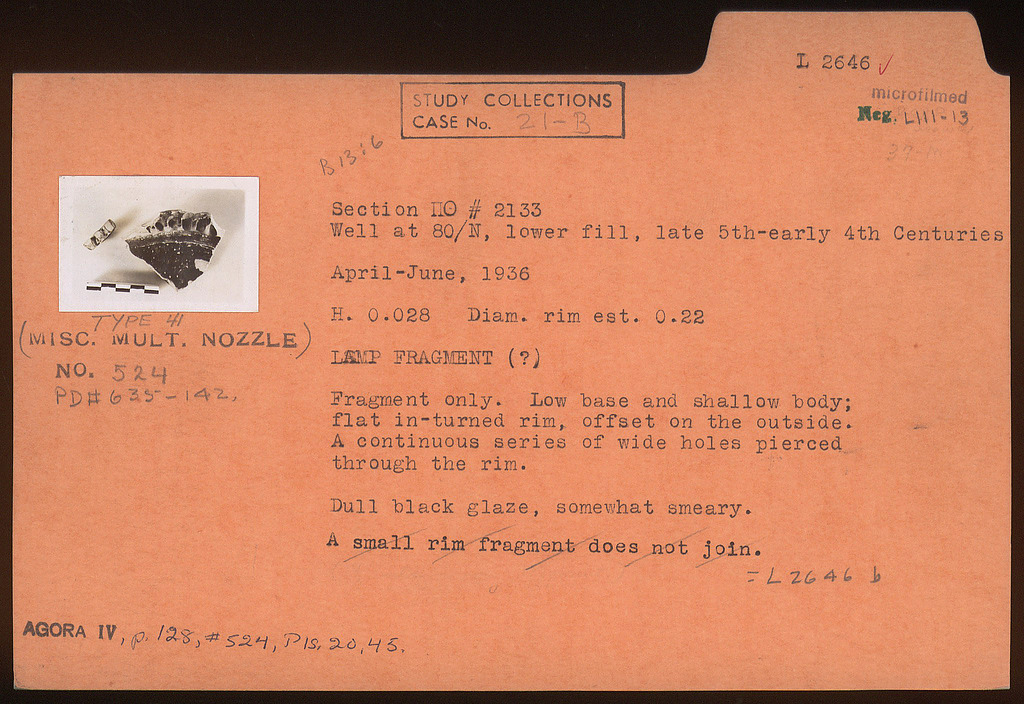 L 2646 ✓
microfilmed
Neg. LIII-13
STUDY COLLECTIONS
CASE No. 21-B
B 13:6
Section ΠΘ # 2133
Well at 80/N, lower fill, late 5th-early 4th Centuries
April-June, 1936
H. 0.028 Diam. rim est. 0.22
LAMP FRAGMENT (?)
Fragment only. Low base and shallow body;
flat in-turned rim, offset on the outside.
A continuous series of wide holes pierced
through the rim.
Dull black glaze, somewhat smeary.
A small rim fragment does not join.
= L 2646 b
TYPE 41
(MISC. MULT. NOZZLE)
NO. 524
PD# 635-142.
AGORA IV, p. 128, # 524, Pls. 20, 45.